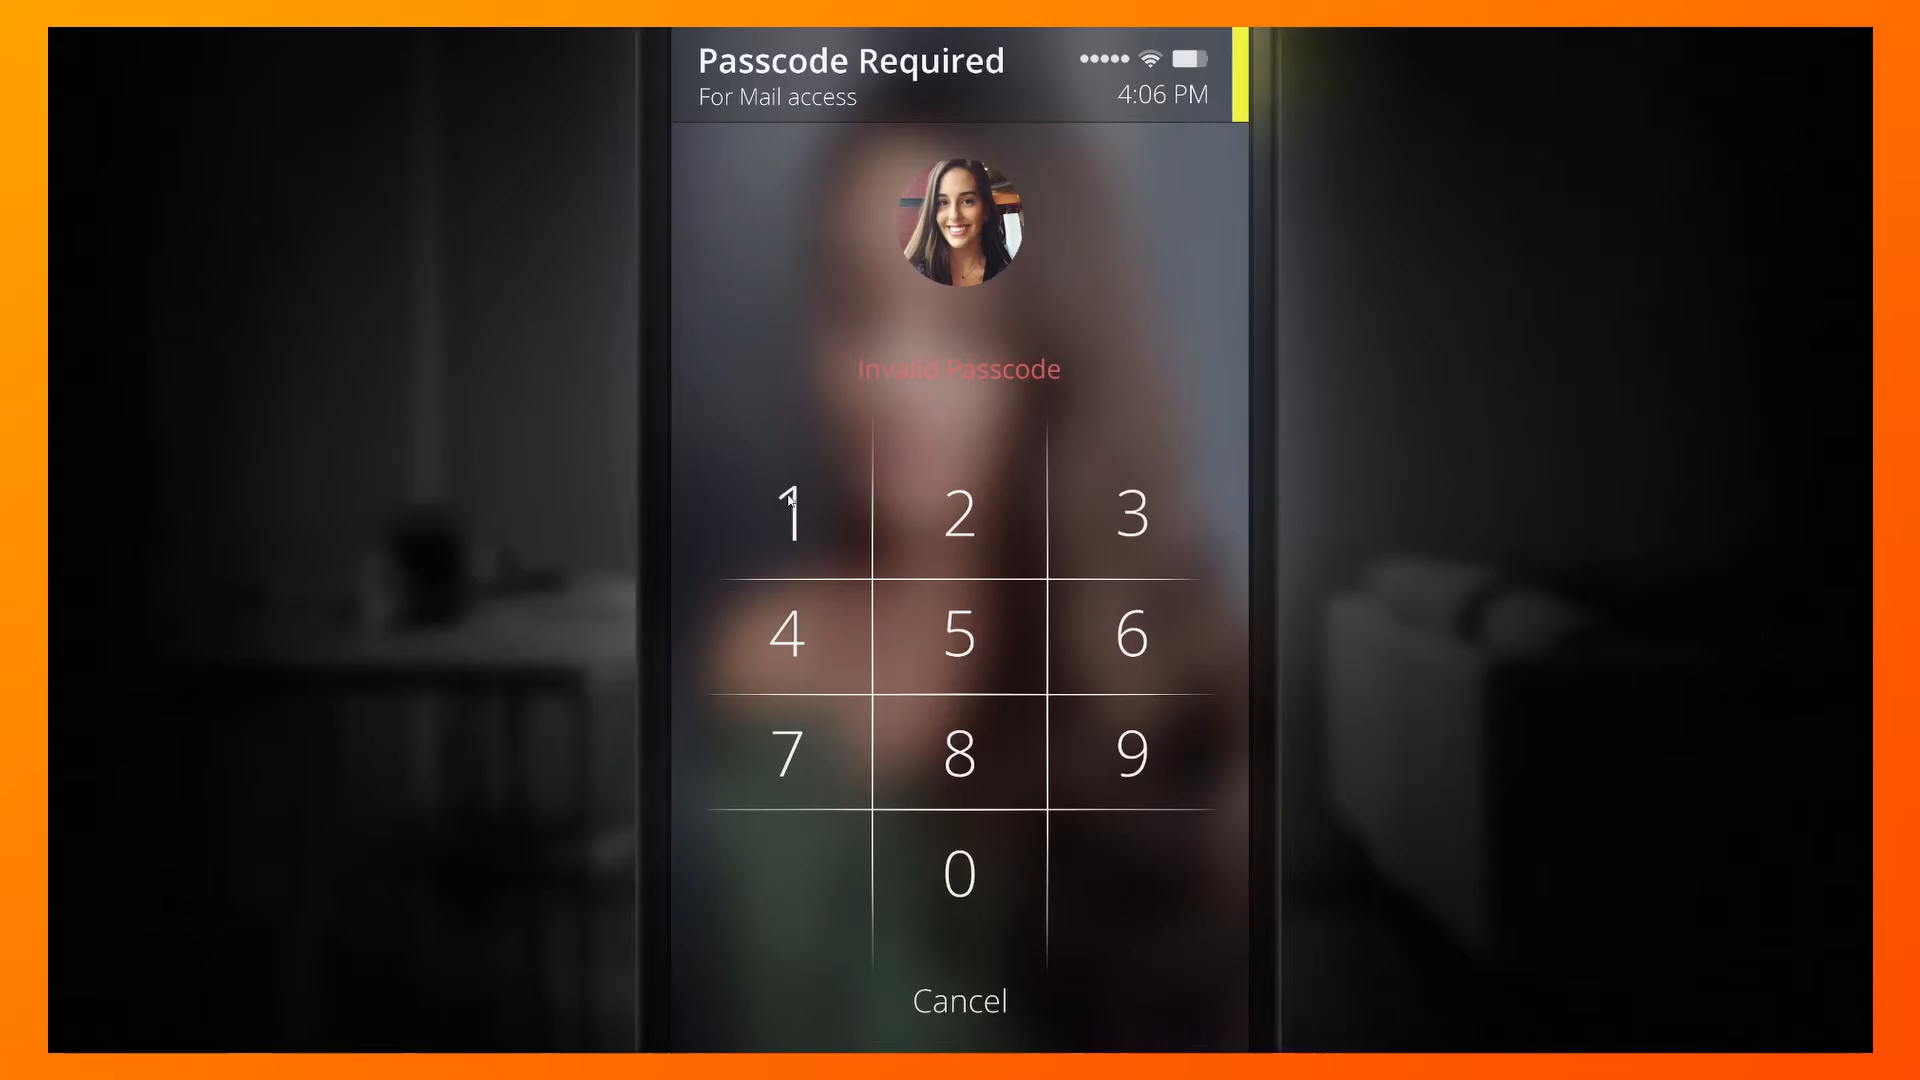 Passcode Required
For Mail access
4:06 PM
Invalid Passcode
1 2 3
4 5 6
7 8 9
0
Cancel